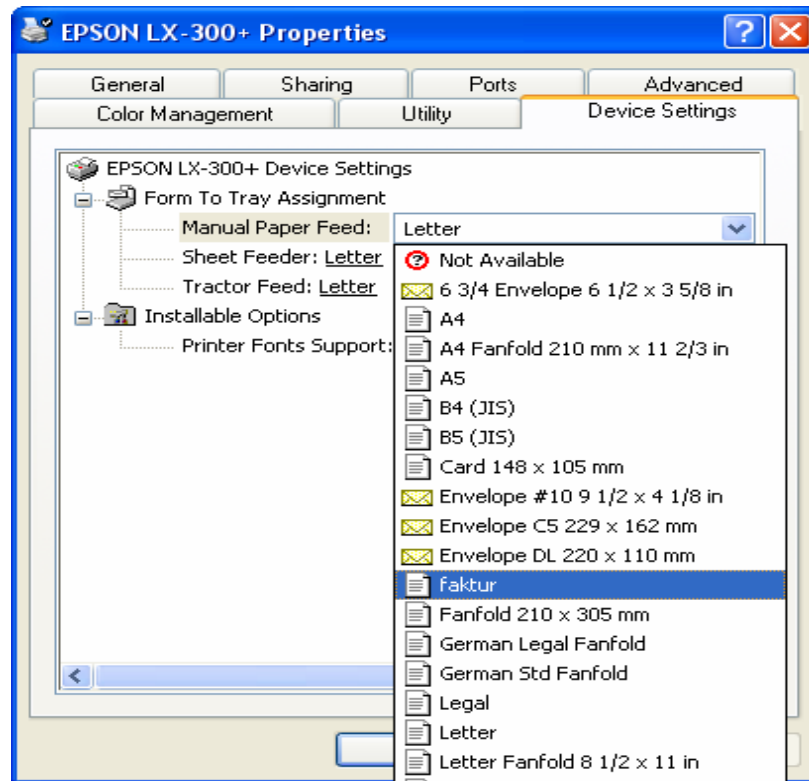 EPSON LX-300+ Properties
General Sharing Ports Advanced
Color Management Utility Device Settings
EPSON LX-300+ Device Settings
Form To Tray Assignment
Manual Paper Feed: Letter
Sheet Feeder: Letter
Tractor Feed: Letter
Installable Options
Printer Fonts Support:
Not Available
6 3/4 Envelope 6 1/2 x 3 5/8 in
A4
A4 Fanfold 210 mm x 11 2/3 in
A5
B4 (JIS)
B5 (JIS)
Card 148 x 105 mm
Envelope #10 9 1/2 x 4 1/8 in
Envelope C5 229 x 162 mm
Envelope DL 220 x 110 mm
faktur
Fanfold 210 x 305 mm
German Legal Fanfold
German Std Fanfold
Legal
Letter
Letter Fanfold 8 1/2 x 11 in